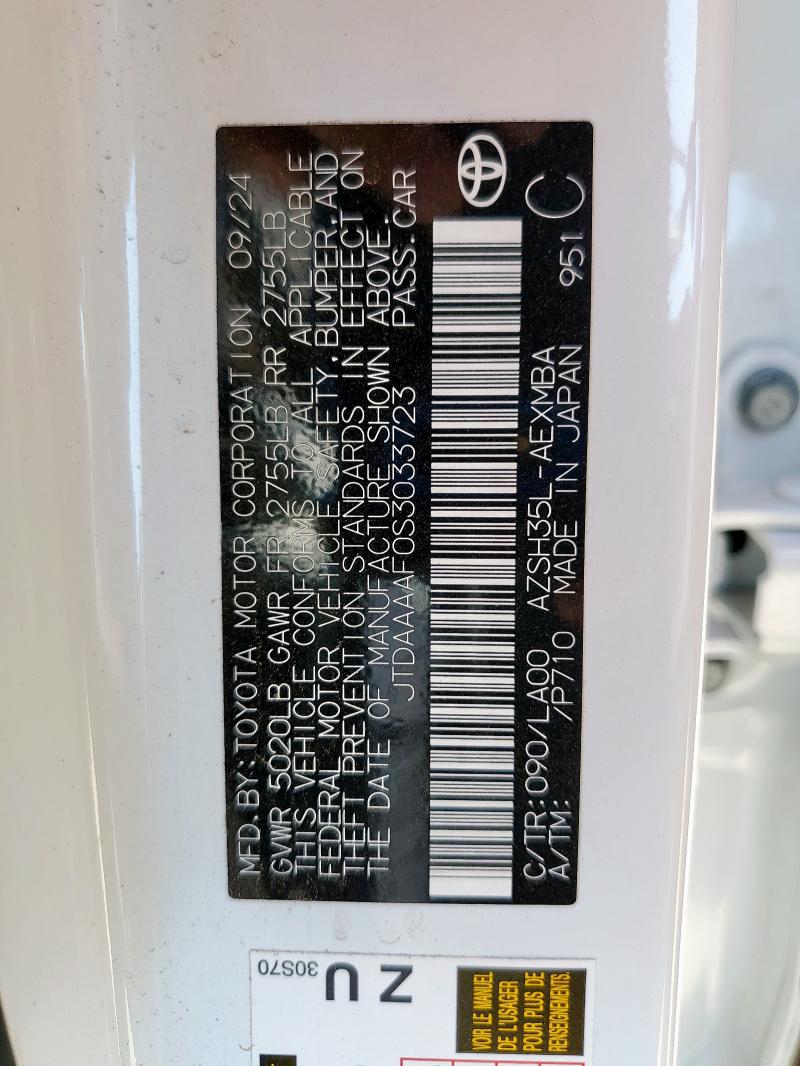 MFD. BY: TOYOTA MOTOR CORPORATION 09/24
GVWR 5020LB GAWR FR 2755LB RR 2755LB
THIS VEHICLE CONFORMS TO ALL APPLICABLE
FEDERAL MOTOR VEHICLE SAFETY, BUMPER, AND
THEFT PREVENTION STANDARDS IN EFFECT ON
THE DATE OF MANUFACTURE SHOWN ABOVE.
JTDAAAAF0S3033723 PASS. CAR
C/TR: 090/LA00 AZSH35L-AEXMBA 951 C
A/TM: /P710 MADE IN JAPAN
30S70
N U
VOIR LE MANUEL
DE L'USAGER
POUR PLUS DE
RENSEIGNEMENTS.